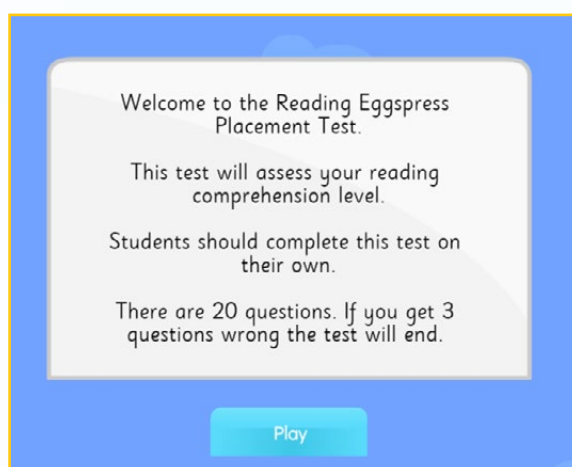 Welcome to the Reading Eggspress
Placement Test.
This test will assess your reading
comprehension level.
Students should complete this test on
their own.
There are 20 questions. If you get 3
questions wrong the test will end.
Play